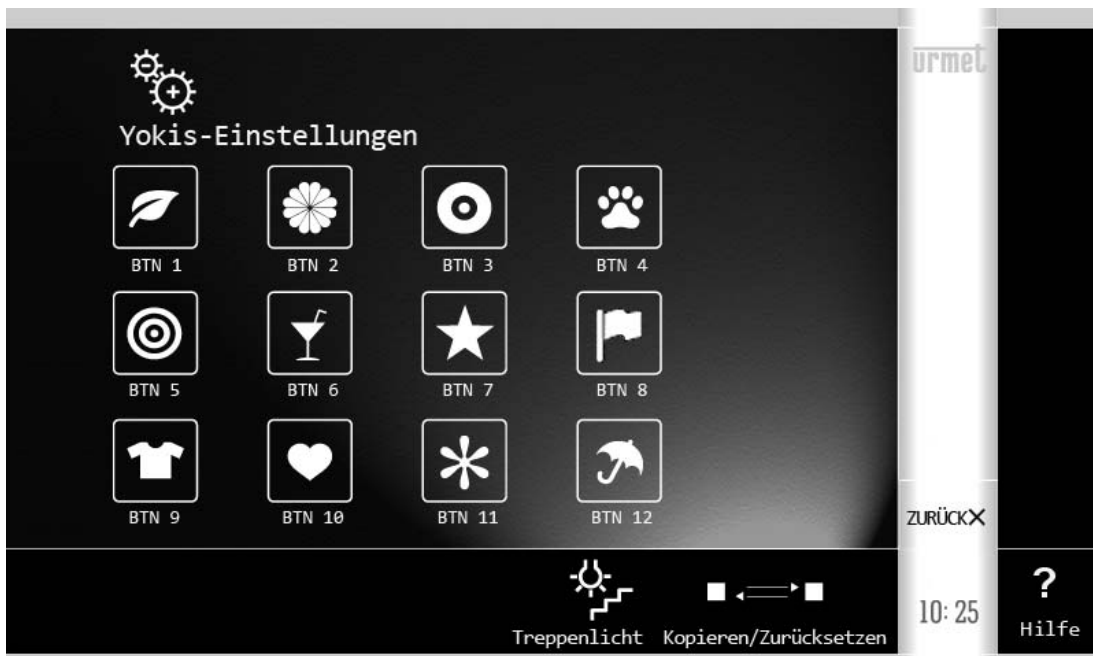 urmet
Yokis-Einstellungen
BTN 1 BTN 2 BTN 3 BTN 4
BTN 5 BTN 6 BTN 7 BTN 8
BTN 9 BTN 10 BTN 11 BTN 12
ZURÜCK X
Treppenlicht Kopieren/Zurücksetzen 10:25 ? Hilfe